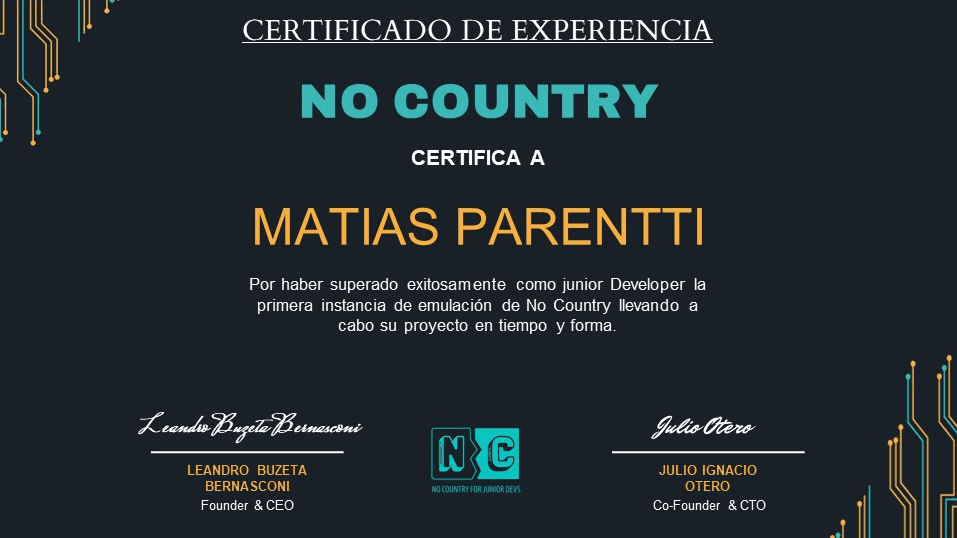 CERTIFICADO DE EXPERIENCIA
NO COUNTRY
CERTIFICA A
MATIAS PARENTTI
Por haber superado exitosamente como junior Developer la
primera instancia de emulación de No Country llevando a
cabo su proyecto en tiempo y forma.
Leandro Buzeta Bernasconi
LEANDRO BUZETA
BERNASCONI
Founder & CEO
N C
NO COUNTRY FOR JUNIOR DEVS
Julio Otero
JULIO IGNACIO
OTERO
Co-Founder & CTO